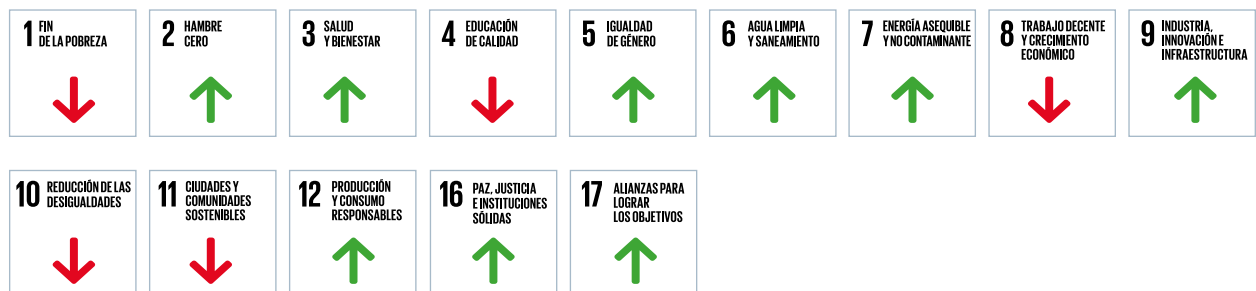 1 FIN
DE LA POBREZA
2 HAMBRE
CERO
3 SALUD
Y BIENESTAR
4 EDUCACIÓN
DE CALIDAD
5 IGUALDAD
DE GÉNERO
6 AGUA LIMPIA
Y SANEAMIENTO
7 ENERGÍA ASEQUIBLE
Y NO CONTAMINANTE
8 TRABAJO DECENTE
Y CRECIMIENTO
ECONÓMICO
9 INDUSTRIA,
INNOVACIÓN E
INFRAESTRUCTURA
10 REDUCCIÓN DE LAS
DESIGUALDADES
11 CIUDADES Y
COMUNIDADES
SOSTENIBLES
12 PRODUCCIÓN
Y CONSUMO
RESPONSABLES
16 PAZ, JUSTICIA
E INSTITUCIONES
SÓLIDAS
17 ALIANZAS PARA
LOGRAR
LOS OBJETIVOS